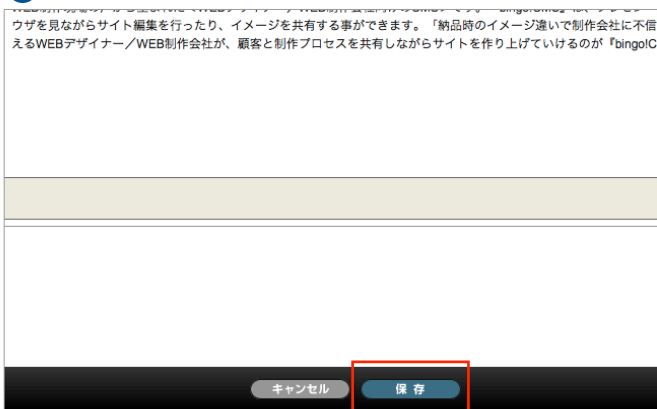 ウザを見ながらサイト編集を行ったり、イメージを共有する事ができます。「納品時のイメージ違いで制作会社に不信
えるWEBデザイナー／WEB制作会社が、顧客と制作プロセスを共有しながらサイトを作り上げていけるのが『bingo!C
キャンセル
保 存